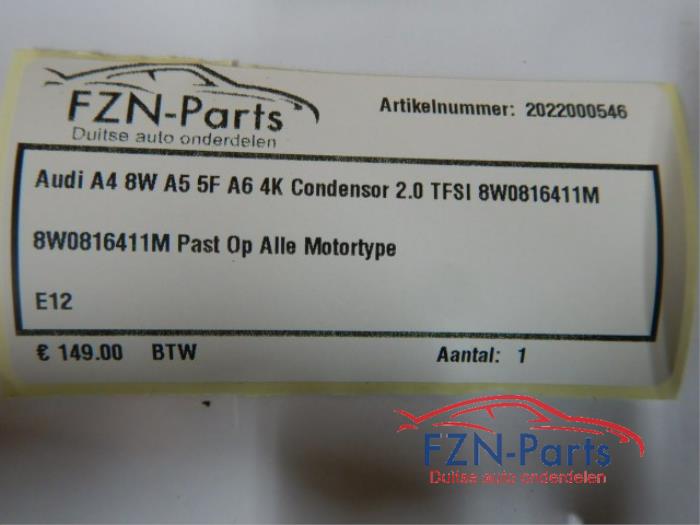 FZN-Parts
Duitse auto onderdelen
Artikelnummer: 2022000546
Audi A4 8W A5 5F A6 4K Condensor 2.0 TFSI 8W0816411M
8W0816411M Past Op Alle Motortype
E12
€ 149.00 BTW
Aantal: 1
FZN-Parts
Duitse auto onderdelen